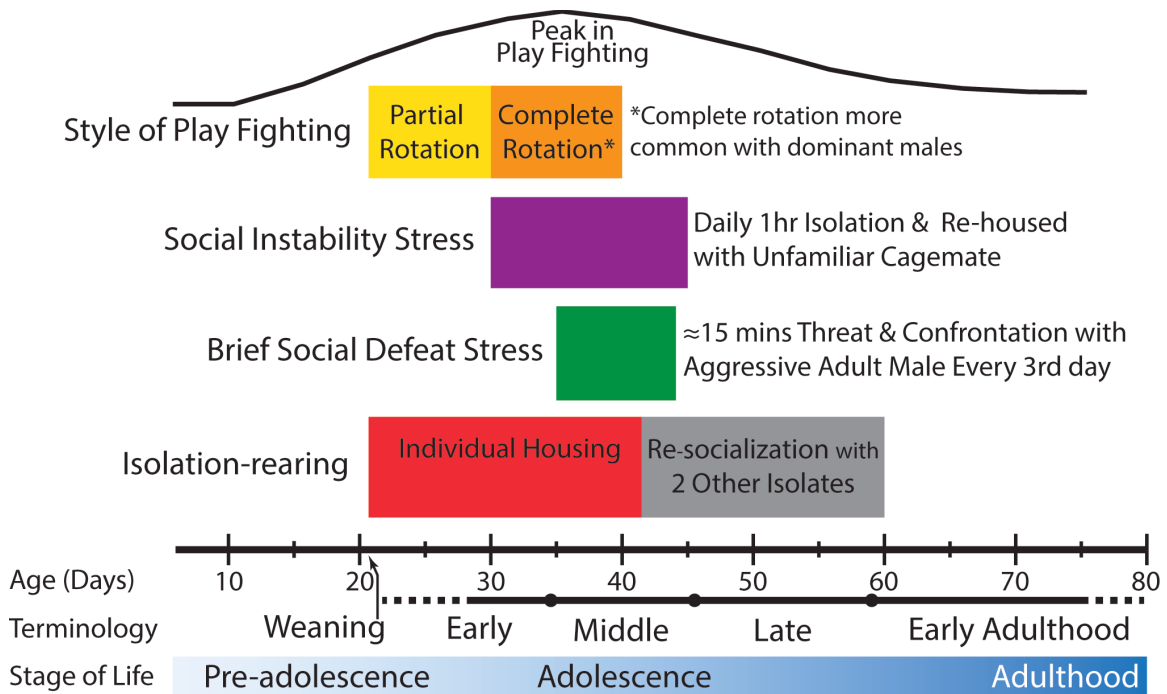 Peak in
Play Fighting
Style of Play Fighting
Partial
Rotation
Complete
Rotation*
*Complete rotation more
common with dominant males
Social Instability Stress
Daily 1hr Isolation & Re-housed
with Unfamiliar Cagemate
Brief Social Defeat Stress
≈15 mins Threat & Confrontation with
Aggressive Adult Male Every 3rd day
Isolation-rearing
Individual Housing
Re-socialization with
2 Other Isolates
Age (Days) 10 20 30 40 50 60 70 80
Terminology Weaning Early Middle Late Early Adulthood
Stage of Life Pre-adolescence Adolescence Adulthood